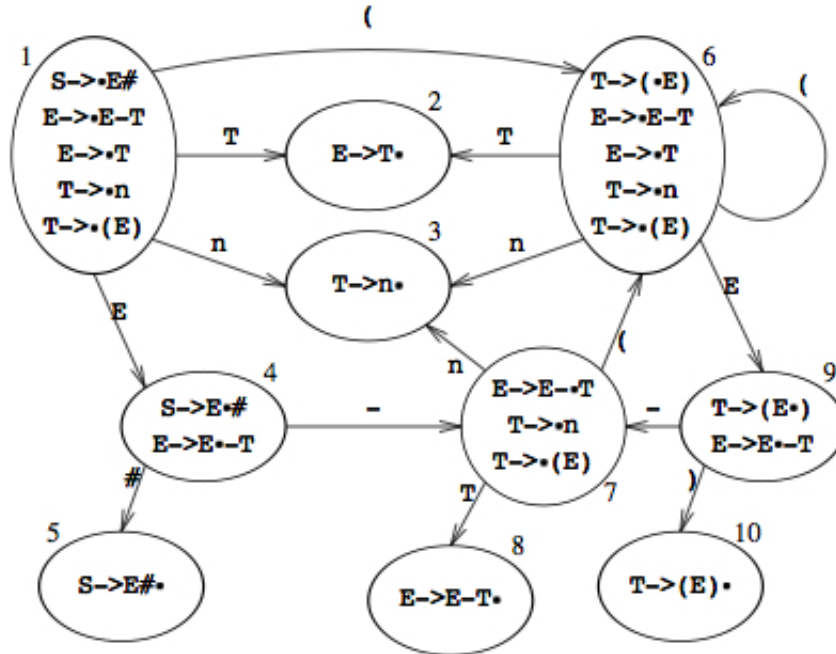 (
1
S->•E#
E->•E-T
E->•T
T->•n
T->•(E)
T
2
E->T•
T
6
T->(•E)
E->•E-T
E->•T
T->•n
T->•(E)
(
n
3
T->n•
n
E
4
S->E•#
E->E•-T
-
n
(
E->E-•T
T->•n
T->•(E)
7
-
E
9
T->(E•)
E->E•-T
#
5
S->E#•
T
8
E->E-T•
)
10
T->(E)•